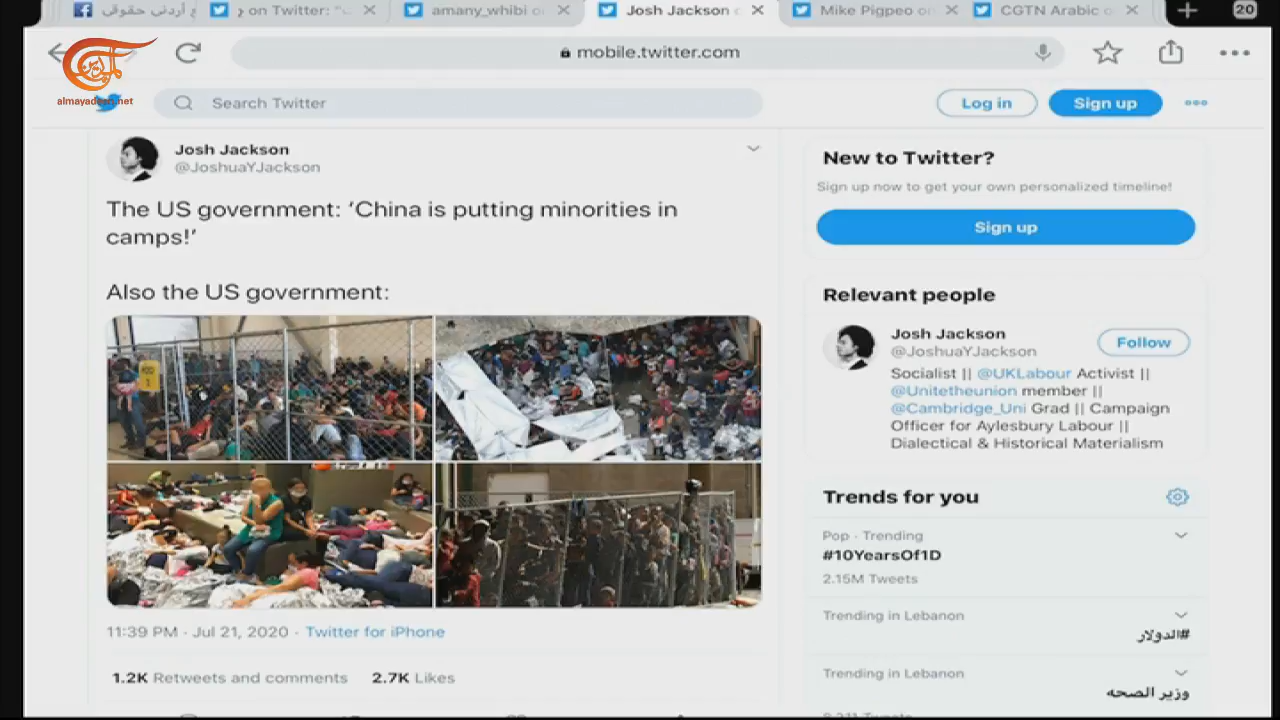 أردني حقوقي
on Twitter: "
amany_whibi o
Josh Jackson
Mike Pigpeo o
CGTN Arabic o
20
mobile.twitter.com
almayadeen.net
Search Twitter
Log in
Sign up
Josh Jackson
@JoshuaYJackson
The US government: ‘China is putting minorities in
camps!’
Also the US government:
11:39 PM · Jul 21, 2020 · Twitter for iPhone
1.2K Retweets and comments 2.7K Likes
New to Twitter?
Sign up now to get your own personalized timeline!
Sign up
Relevant people
Josh Jackson
@JoshuaYJackson
Follow
Socialist || @UKLabour Activist ||
@Unitetheunion member ||
@Cambridge_Uni Grad || Campaign
Officer for Aylesbury Labour ||
Dialectical & Historical Materialism
Trends for you
Pop · Trending
#10YearsOf1D
2.15M Tweets
Trending in Lebanon
#الدولار
Trending in Lebanon
وزير الصحه